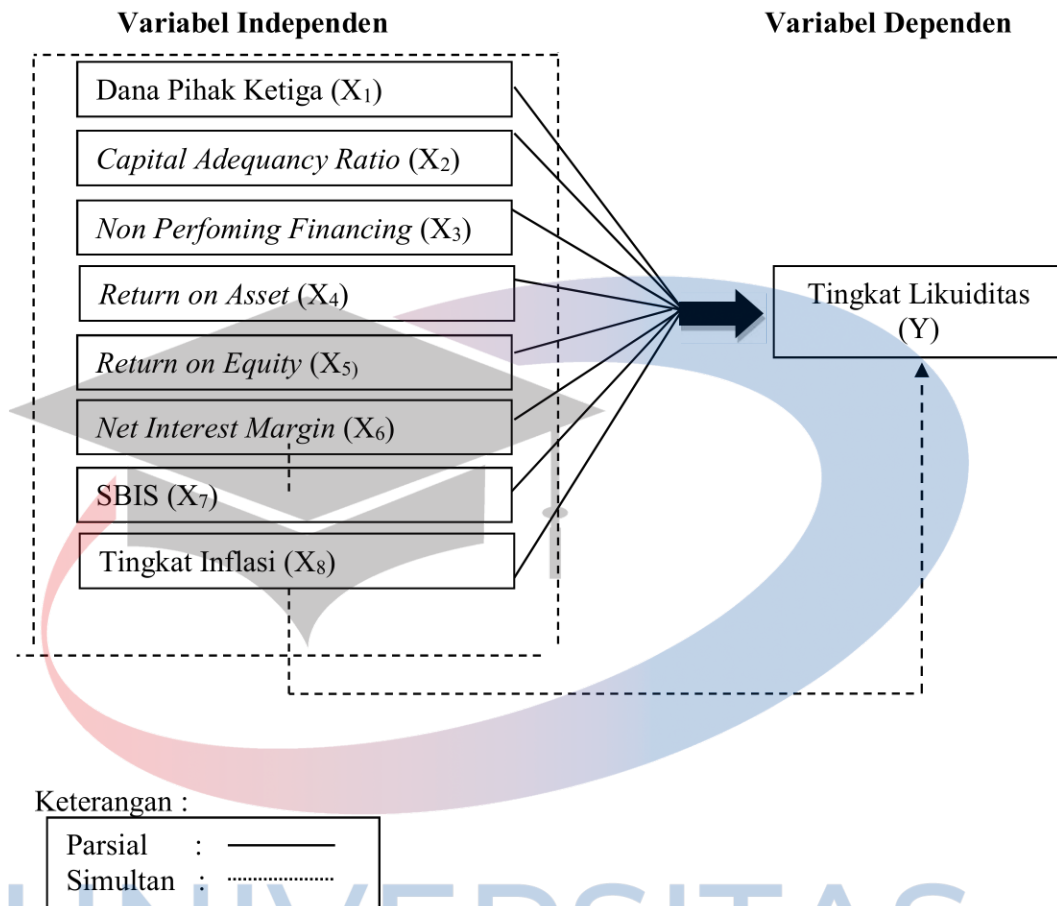 Variabel Independen
Variabel Dependen
Dana Pihak Ketiga (X₁)
Capital Adequancy Ratio (X₂)
Non Perfoming Financing (X₃)
Return on Asset (X₄)
Return on Equity (X₅)
Net Interest Margin (X₆)
SBIS (X₇)
Tingkat Inflasi (X₈)
Tingkat Likuiditas
(Y)
Keterangan :
Parsial :
Simultan :
UNIVERSITAS